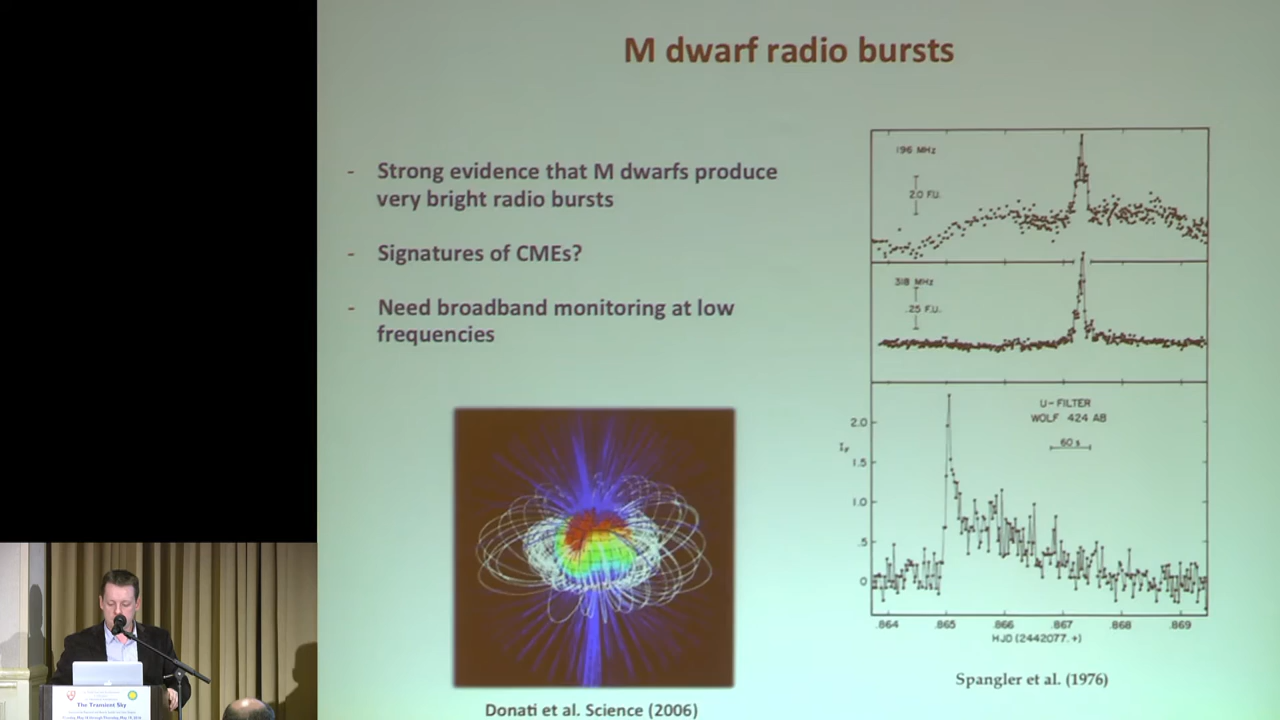 M dwarf radio bursts
- Strong evidence that M dwarfs produce
very bright radio bursts
- Signatures of CMEs?
- Need broadband monitoring at low
frequencies
Donati et al. Science (2006)
196 MHz
2.0 F.U.
318 MHz
.25 F.U.
U-FILTER
WOLF 424 AB
60 s
2.0
I
1.5
1.0
.5
0
.864 .865 .866 .867 .868 .869
HJD (2442077.+)
Spangler et al. (1976)
The Transient Sky